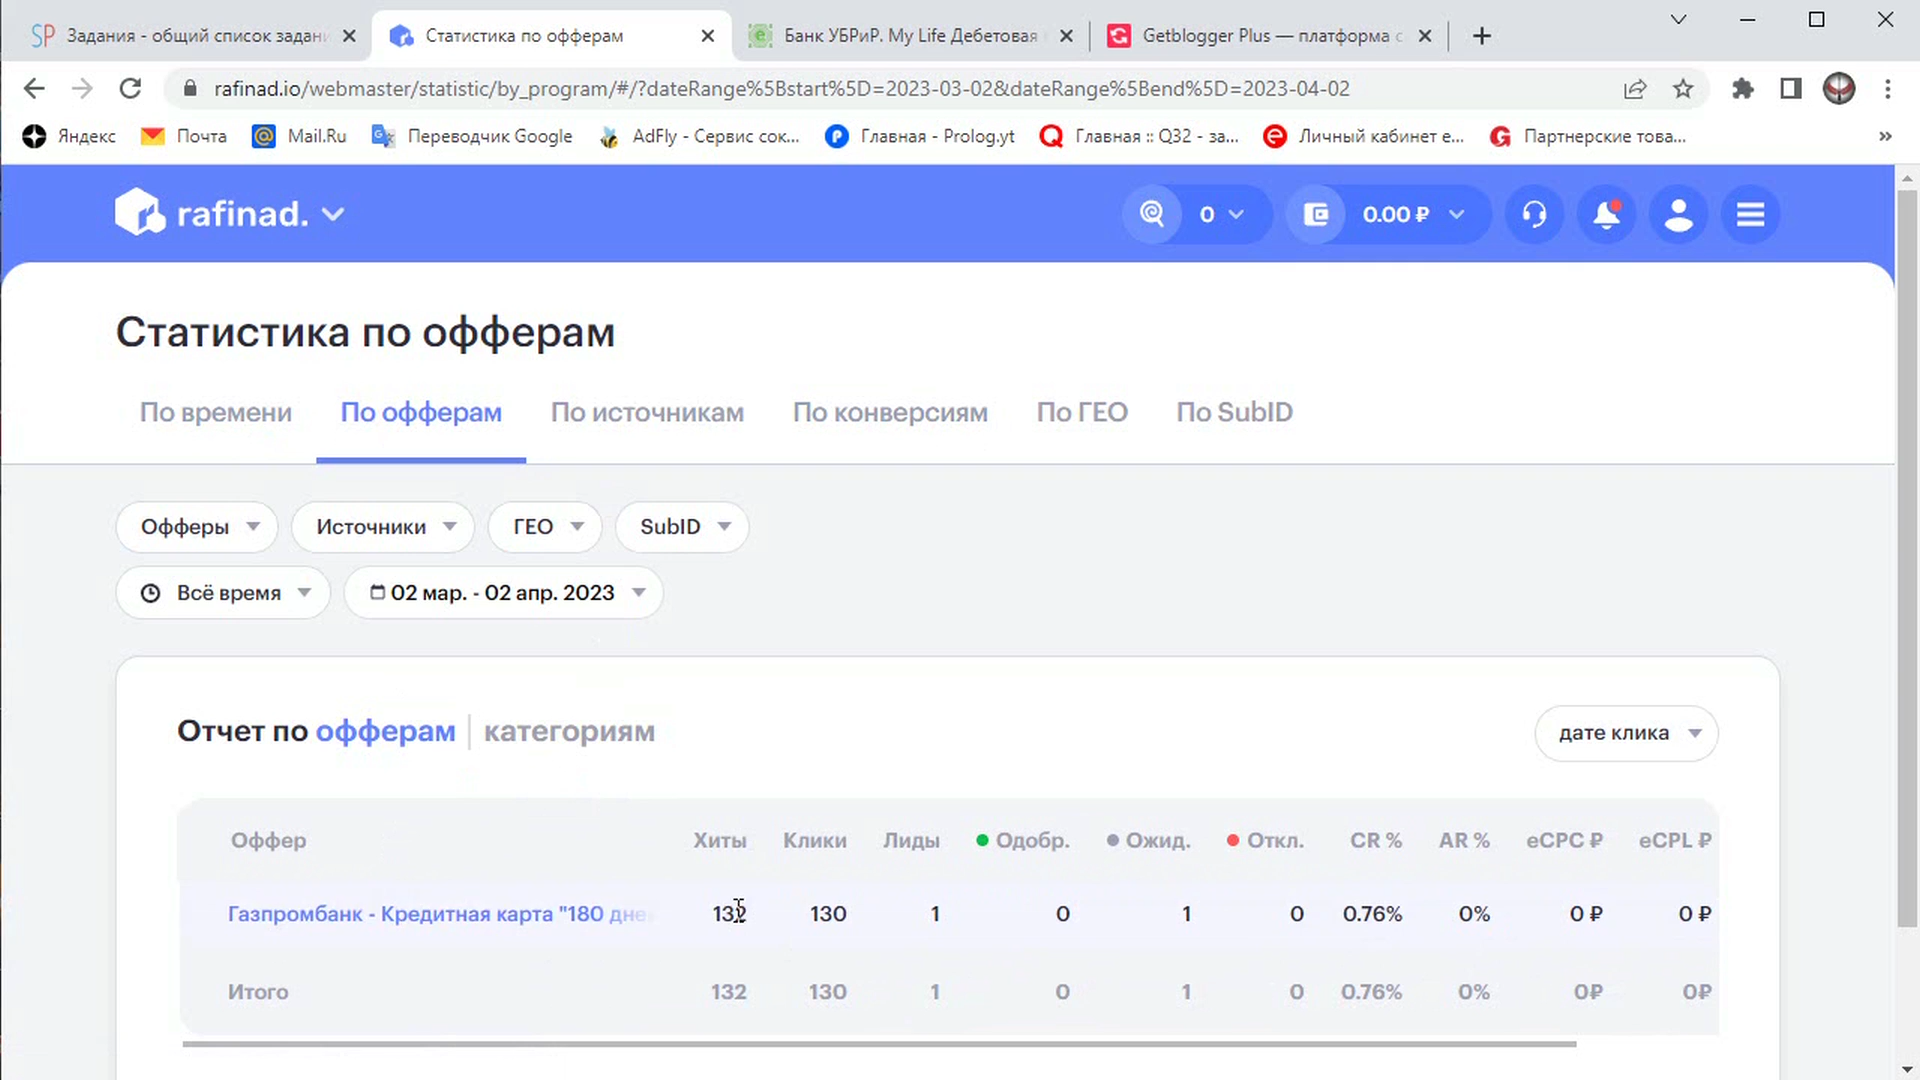 Задания - общий список задани
Статистика по офферам
Банк УБРиР. My Life Дебетовая
Getblogger Plus — платформа с
rafinad.io/webmaster/statistic/by_program/#/?dateRange%5Bstart%5D=2023-03-02&dateRange%5Bend%5D=2023-04-02
Яндекс Почта Mail.Ru Переводчик Google AdFly - Сервис сок... Главная - Prolog.yt Главная :: Q32 - за... Личный кабинет e... Партнерские това...
rafinad. 0 0.00 ₽
Статистика по офферам
По времени По офферам По источникам По конверсиям По ГЕО По SubID
Офферы Источники ГЕО SubID
Всё время 02 мар. - 02 апр. 2023
Отчет по офферам | категориям дате клика
Оффер Хиты Клики Лиды Одобр. Ожид. Откл. CR % AR % eCPC ₽ eCPL ₽
Газпромбанк - Кредитная карта "180 дне 132 130 1 0 1 0 0.76% 0% 0 ₽ 0 ₽
Итого 132 130 1 0 1 0 0.76% 0% 0₽ 0₽